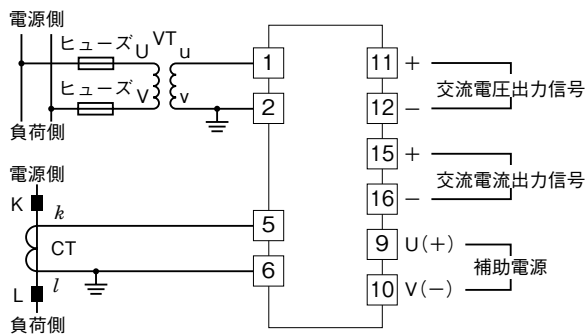 電源側
ヒューズ U VT u
1
11 +
交流電圧出力信号
ヒューズ V v
2
12 −
負荷側
電源側
15 +
交流電流出力信号
16 −
K k
5
CT
9 U(+)
補助電源
6
10 V(−)
L l
負荷側